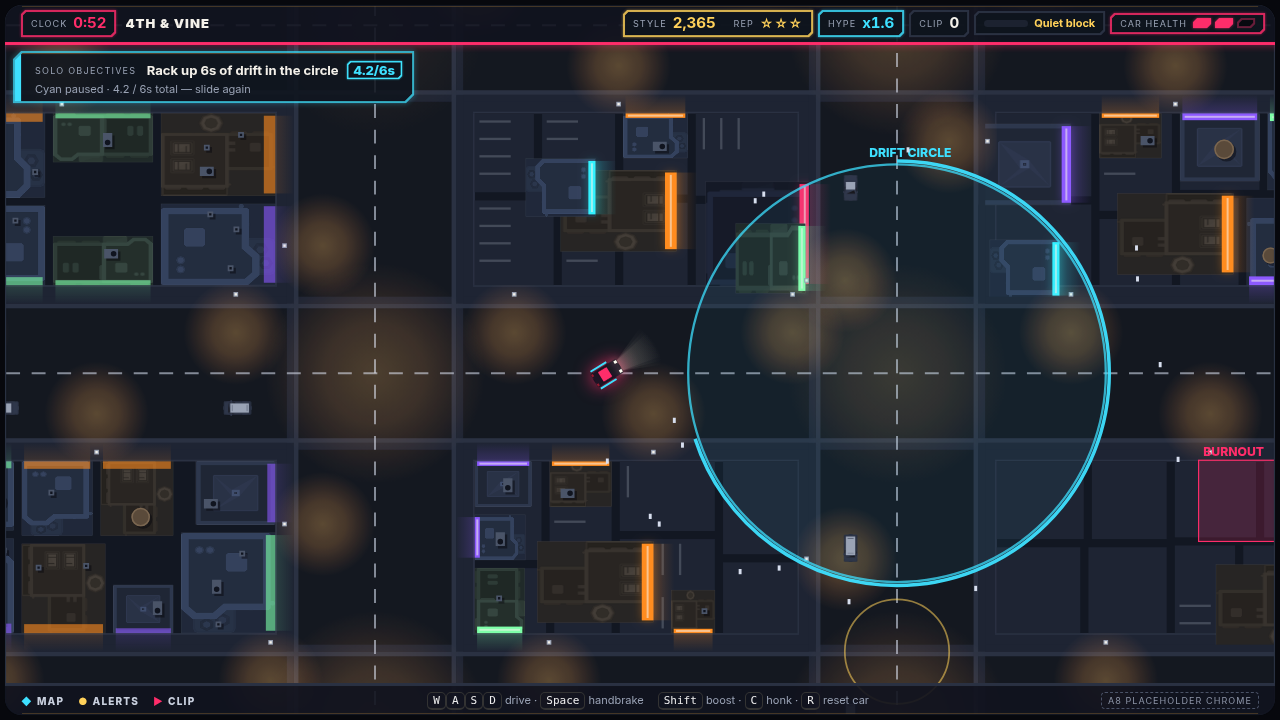 CLOCK 0:52 4TH & VINE STYLE 2,365 REP ☆☆☆ HYPE x1.6 CLIP 0 Quiet block CAR HEALTH
SOLO OBJECTIVES Rack up 6s of drift in the circle 4.2/6s
Cyan paused · 4.2 / 6s total — slide again
DRIFT CIRCLE
BURNOUT
MAP ALERTS CLIP W A S D drive · Space handbrake Shift boost · C honk · R reset car A8 PLACEHOLDER CHROME